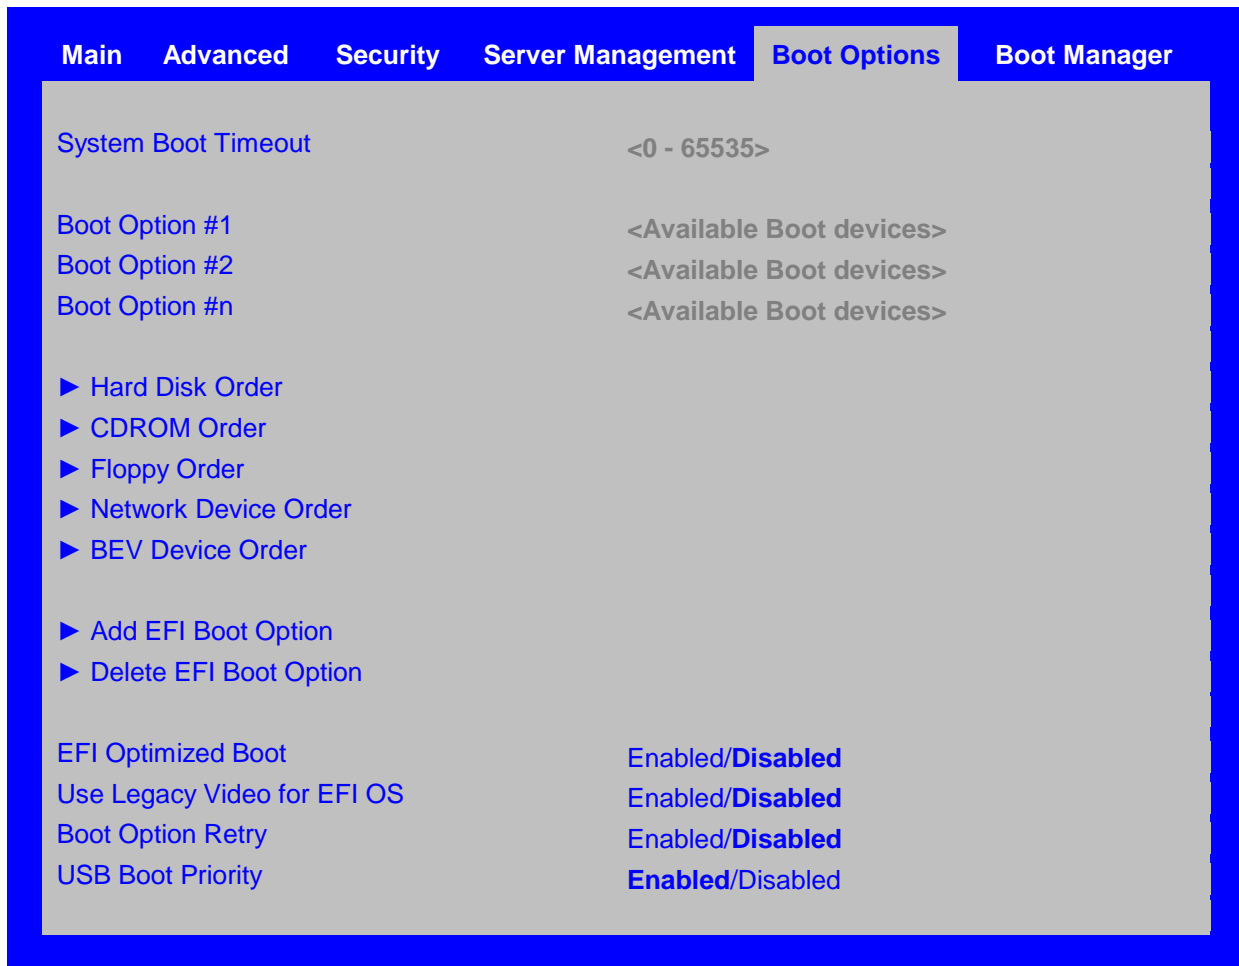 Main Advanced Security Server Management Boot Options Boot Manager
System Boot Timeout <0 - 65535>
Boot Option #1 <Available Boot devices>
Boot Option #2 <Available Boot devices>
Boot Option #n <Available Boot devices>
► Hard Disk Order
► CDROM Order
► Floppy Order
► Network Device Order
► BEV Device Order
► Add EFI Boot Option
► Delete EFI Boot Option
EFI Optimized Boot Enabled/Disabled
Use Legacy Video for EFI OS Enabled/Disabled
Boot Option Retry Enabled/Disabled
USB Boot Priority Enabled/Disabled